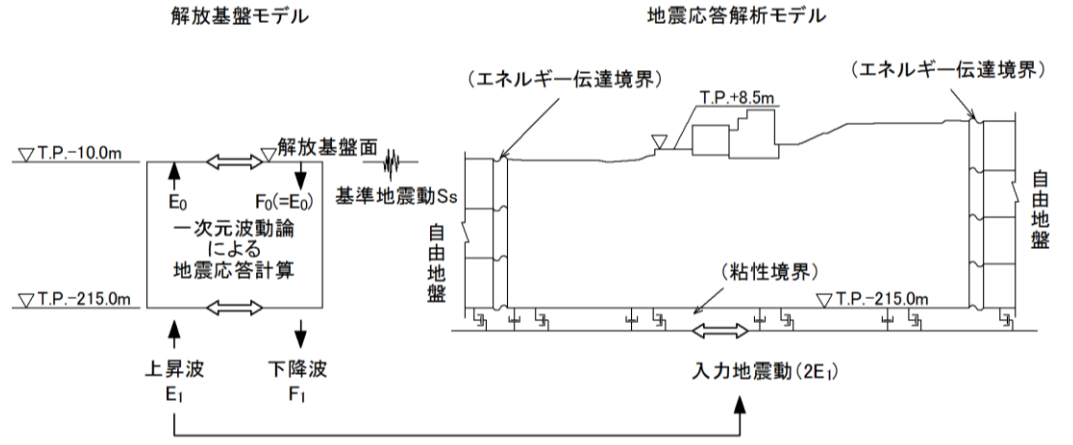 解放基盤モデル
▽T.P.-10.0m
▽解放基盤面
基準地震動Ss
E₀
F₀(=E₀)
一次元波動論
による
地震応答計算
▽T.P.-215.0m
上昇波
E₁
下降波
F₁
地震応答解析モデル
(エネルギー伝達境界)
(エネルギー伝達境界)
T.P.+8.5m
▽
自由地盤
自由地盤
(粘性境界)
▽T.P.-215.0m
入力地震動(2E₁)